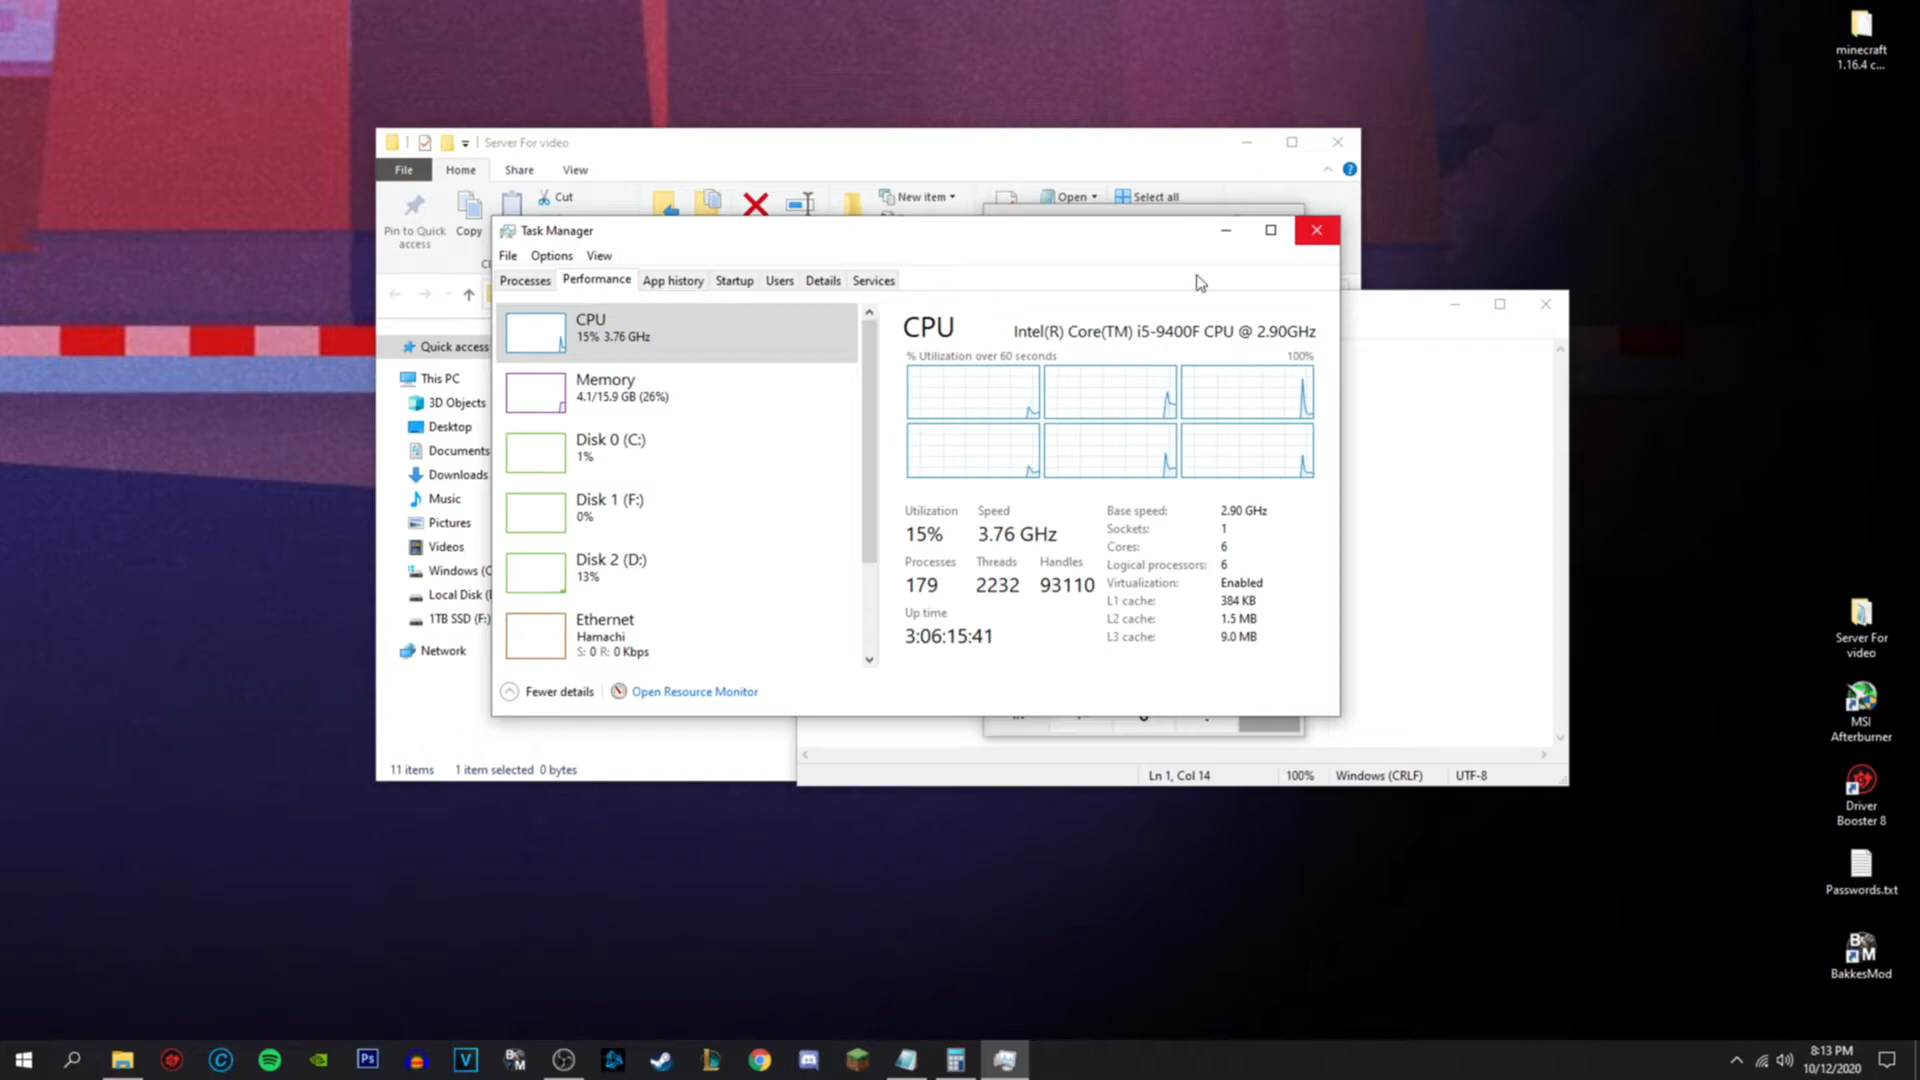 minecraft
1.16.4 c...
Server For video
File
Home
Share
View
Cut
New item
Open
Select all
Pin to Quick
access
Copy
Task Manager
File
Options
View
Processes
Performance
App history
Startup
Users
Details
Services
CPU
15% 3.76 GHz
Memory
4.1/15.9 GB (26%)
Disk 0 (C:)
1%
Disk 1 (F:)
0%
Disk 2 (D:)
13%
Ethernet
Hamachi
S: 0 R: 0 Kbps
CPU
Intel(R) Core(TM) i5-9400F CPU @ 2.90GHz
% Utilization over 60 seconds
100%
Utilization
Speed
15%
3.76 GHz
Processes
Threads
Handles
179
2232
93110
Up time
3:06:15:41
Base speed:
2.90 GHz
Sockets:
1
Cores:
6
Logical processors:
6
Virtualization:
Enabled
L1 cache:
384 KB
L2 cache:
1.5 MB
L3 cache:
9.0 MB
Fewer details
Open Resource Monitor
Quick access
This PC
3D Objects
Desktop
Documents
Downloads
Music
Pictures
Videos
Windows (C
Local Disk (
1TB SSD (F:)
Network
11 items
1 item selected 0 bytes
Ln 1, Col 14
100%
Windows (CRLF)
UTF-8
Server For
video
MSI
Afterburner
Driver
Booster 8
Passwords.txt
BakkesMod
8:13 PM
10/12/2020